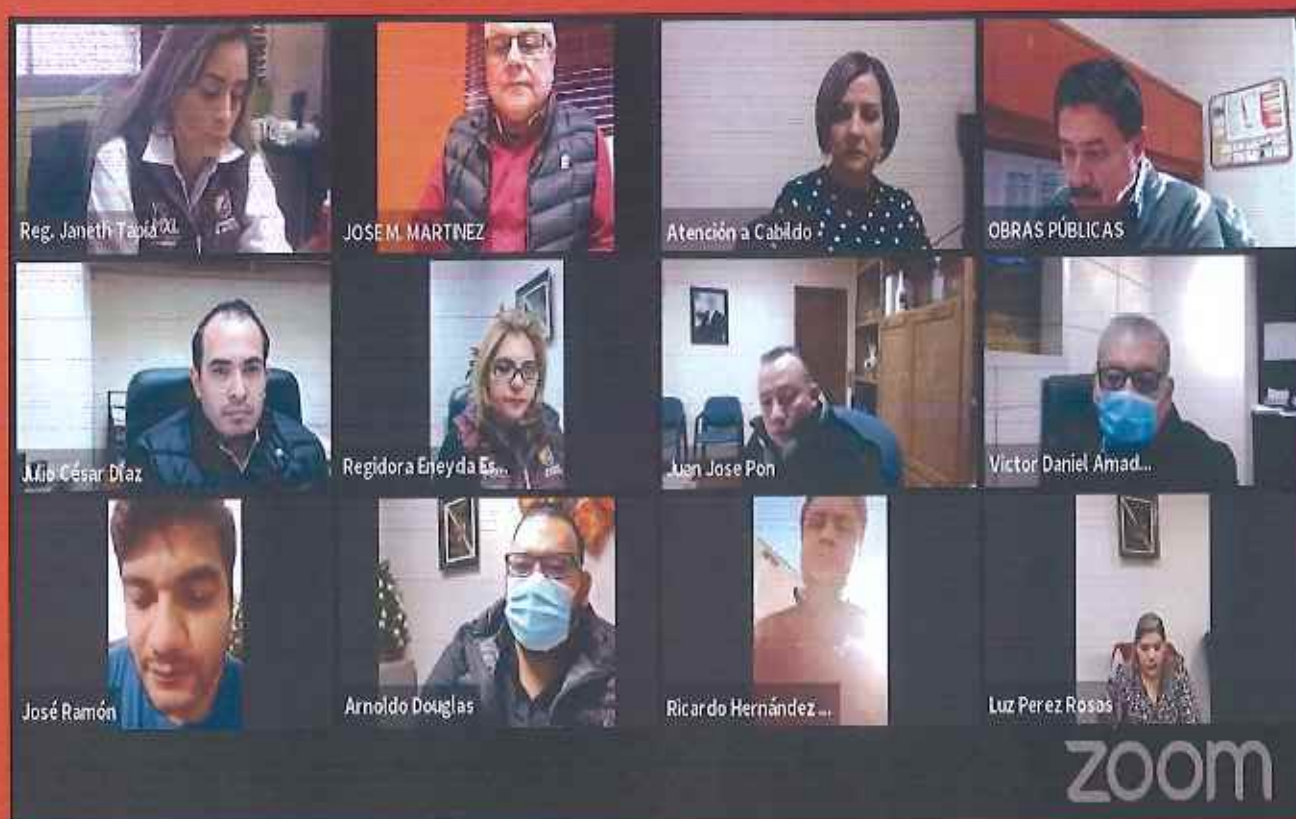 Reg. Janeth Tapia
JOSE M. MARTINEZ
Atención a Cabildo
OBRAS PÚBLICAS
Julio César Díaz
Regidora Eneyda Es...
Juan Jose Pon
Victor Daniel Amad...
José Ramón
Arnoldo Douglas
Ricardo Hernández ...
Luz Perez Rosas
zoom